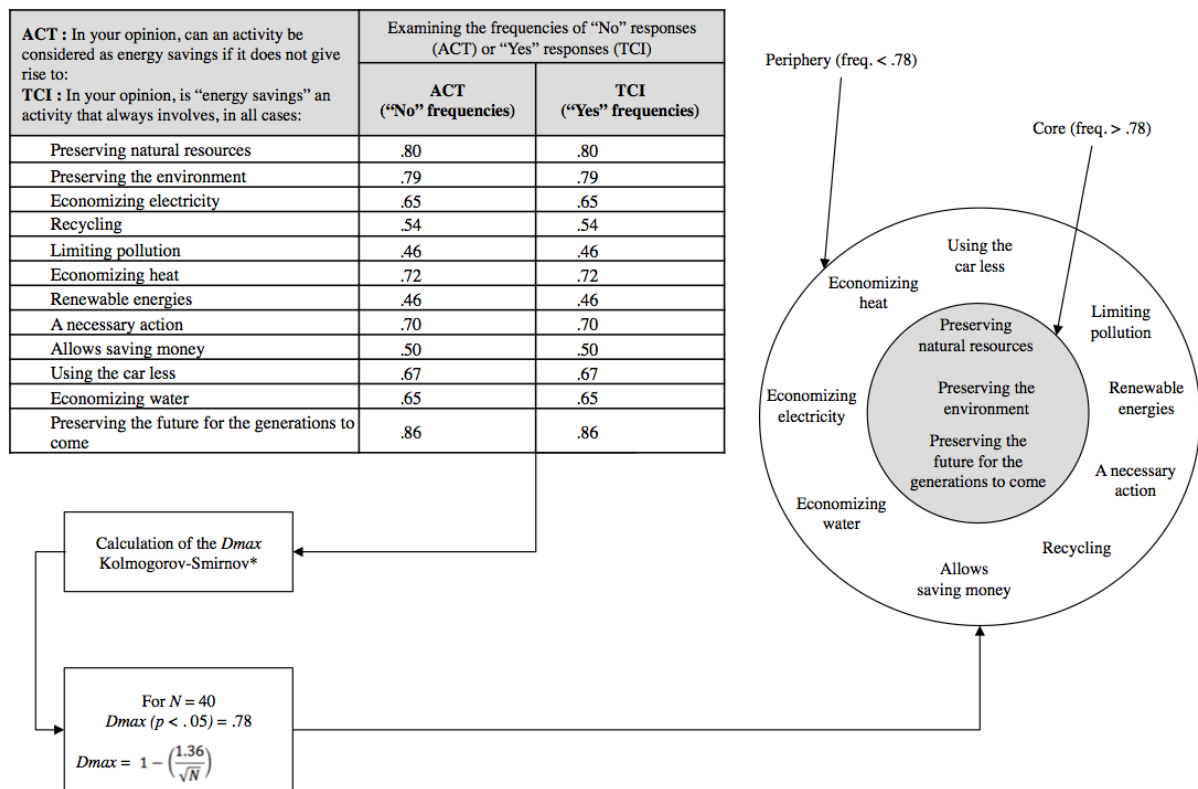 ACT : In your opinion, can an activity be
considered as energy savings if it does not give
rise to:
TCI : In your opinion, is “energy savings” an
activity that always involves, in all cases:
Examining the frequencies of “No” responses
(ACT) or “Yes” responses (TCI)
ACT
(“No” frequencies)
TCI
(“Yes” frequencies)
Preserving natural resources .80 .80
Preserving the environment .79 .79
Economizing electricity .65 .65
Recycling .54 .54
Limiting pollution .46 .46
Economizing heat .72 .72
Renewable energies .46 .46
A necessary action .70 .70
Allows saving money .50 .50
Using the car less .67 .67
Economizing water .65 .65
Preserving the future for the generations to
come .86 .86
Calculation of the Dmax
Kolmogorov-Smirnov*
For N = 40
Dmax (p < .05) = .78
Dmax = 1 − (1.36/√N)
Periphery (freq. < .78)
Core (freq. > .78)
Using the
car less
Economizing
heat
Limiting
pollution
Preserving
natural resources
Economizing
electricity
Preserving the
environment
Renewable
energies
Preserving the
future for the
generations to come
A necessary
action
Economizing
water
Recycling
Allows
saving money